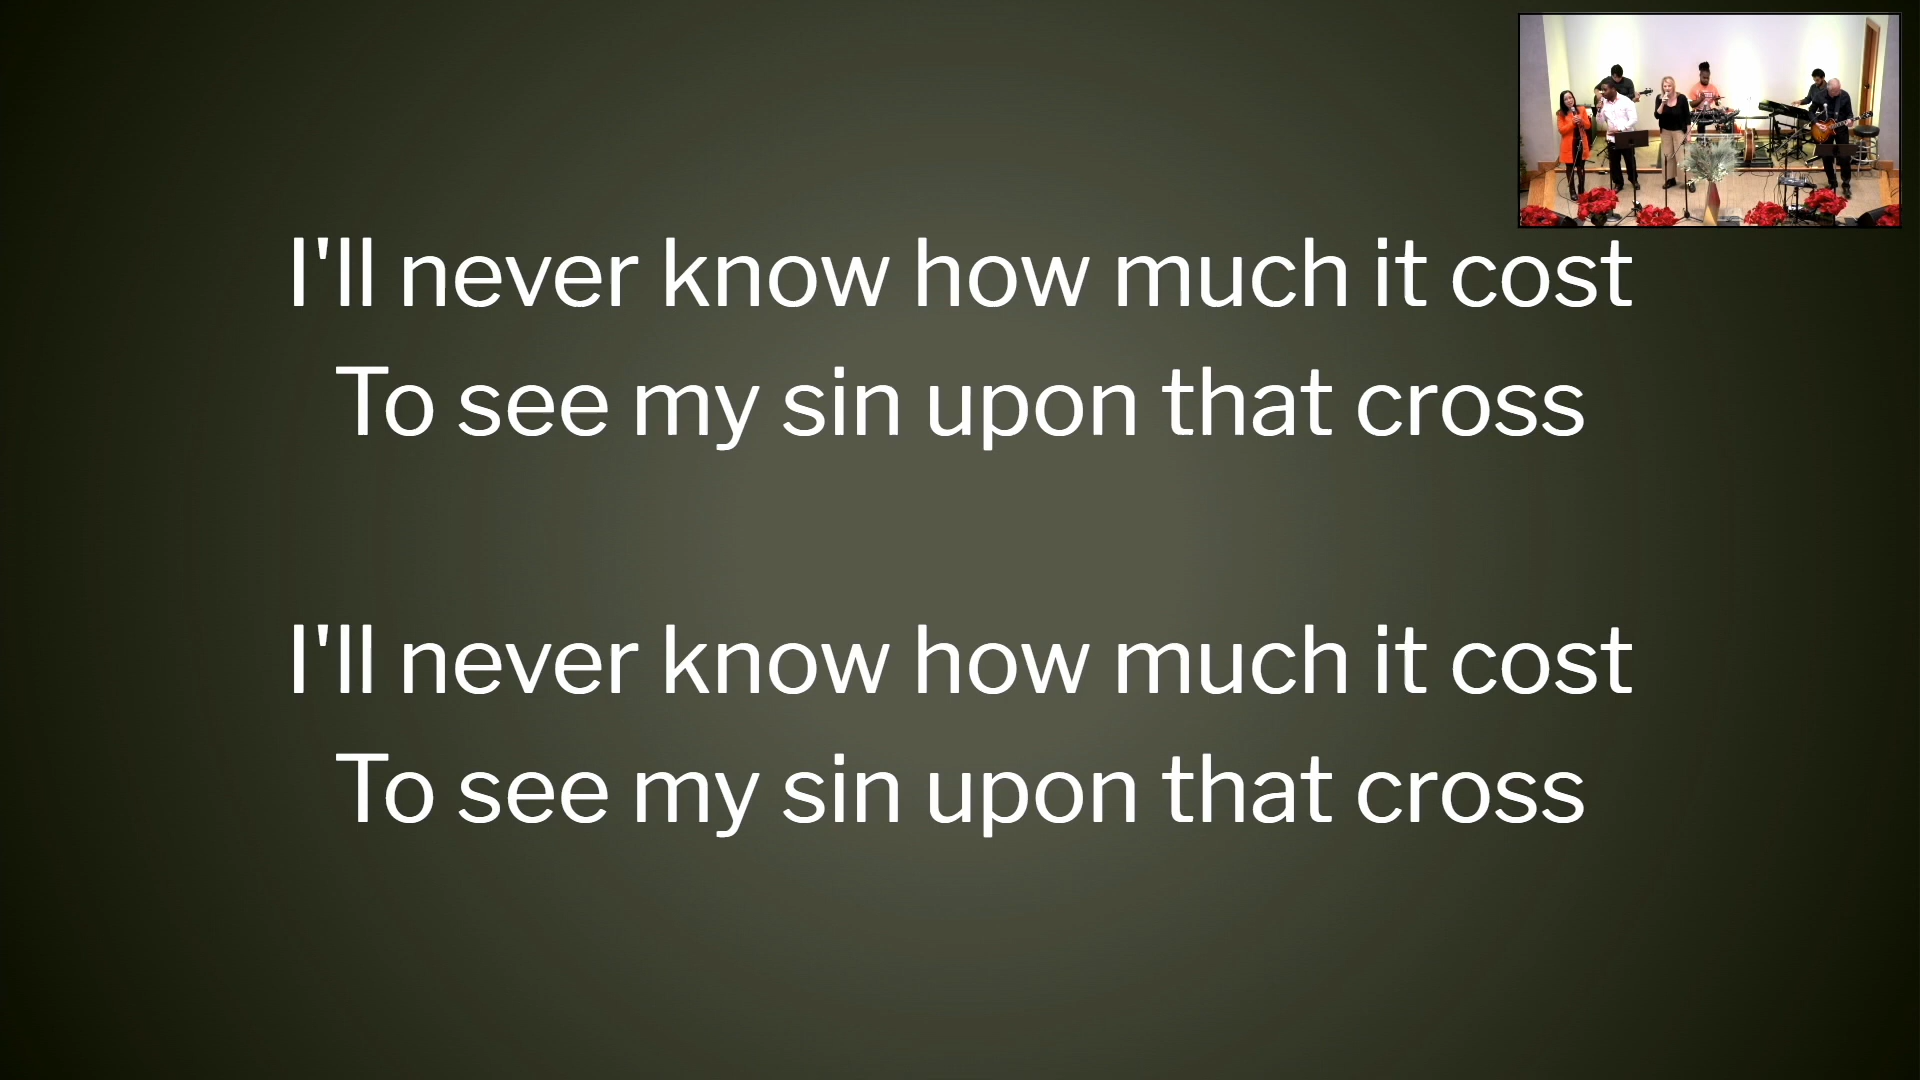 I'll never know how much it cost
To see my sin upon that cross
I'll never know how much it cost
To see my sin upon that cross